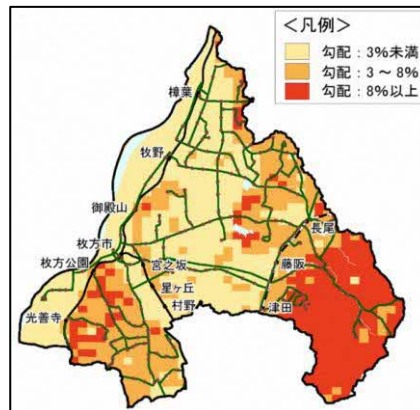 ＜凡例＞
勾配：3％未満
勾配：3 ～ 8％
勾配：8％以上
樟葉
牧野
御殿山
枚方市
枚方公園
宮之坂
長尾
藤阪
星ヶ丘
村野
津田
光善寺